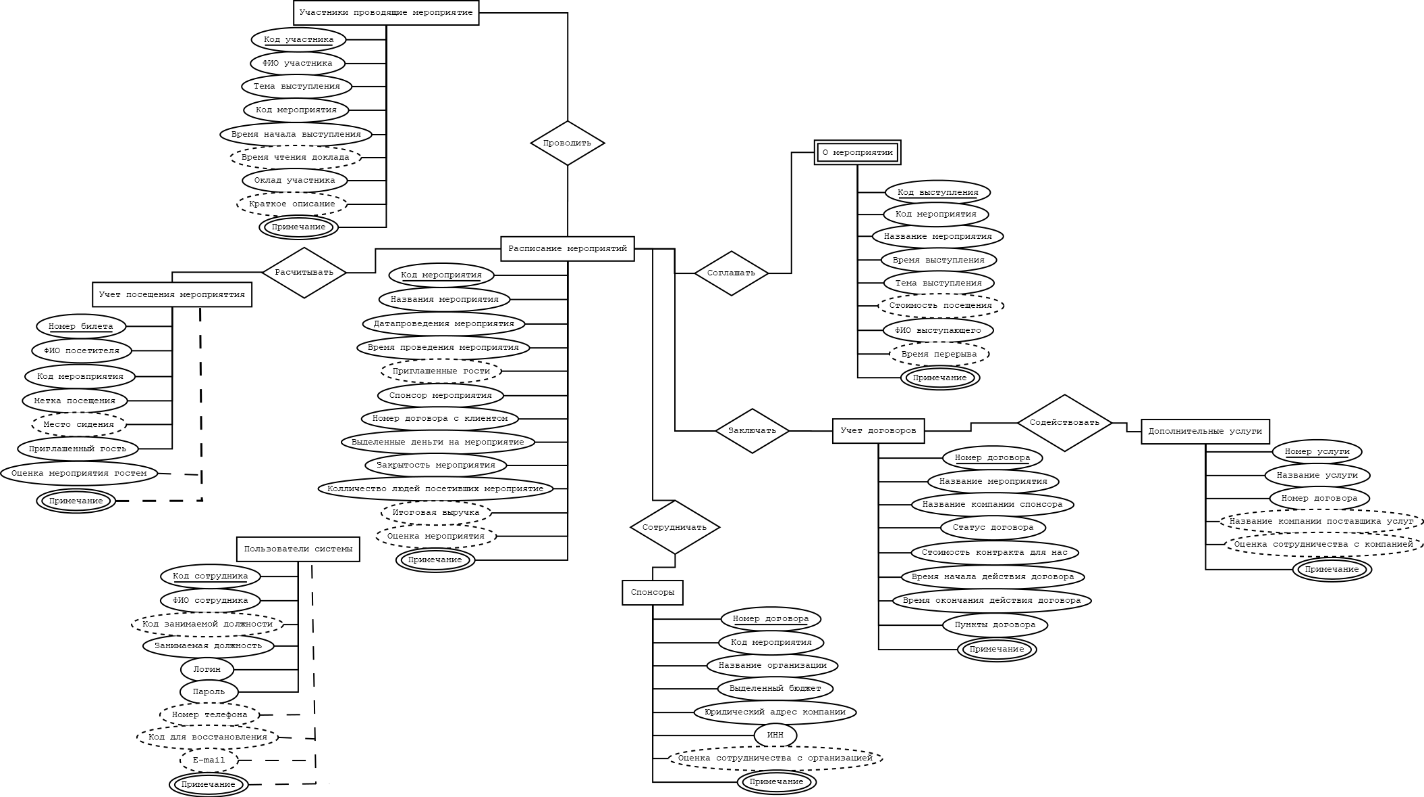 Участники проводящие мероприятие
Код участника
ФИО участника
Тема выступления
Код мероприятия
Время начала выступления
Время чтения доклада
Оклад участника
Краткое описание
Примечание
Проводить
О мероприятии
Код выступления
Код мероприятия
Название мероприятия
Время выступления
Тема выступления
Стоимость посещения
ФИО выступающего
Время перерыва
Примечание
Расписание мероприятий
Соглашать
Расчитывать
Код мероприятия
Названия мероприятия
Датапроведения мероприятия
Время проведения мероприятия
Приглашенные гости
Спонсор мероприятия
Номер договора с клиентом
Выделенные деньги на мероприятие
Закрытость мероприятия
Колличество людей посетивших мероприятие
Итоговая выручка
Оценка мероприятия
Примечание
Учет посещения мероприяттия
Номер билета
ФИО посетителя
Код мероврприятия
Метка посещения
Место сидения
Приглашенный гость
Оценка мероприятия гостем
Примечание
Заключать
Учет договоров
Содействовать
Дополнительные услуги
Номер договора
Название мероприятия
Название компании спонсора
Статус договора
Стоимость контракта для нас
Время начала действия договора
Время окончания действия договора
Пункты договора
Примечание
Номер услуги
Название услуги
Номер договора
Название компании поставщика услуг
Оценка сотрудничества с компанией
Примечание
Сотрудничать
Спонсоры
Номер договора
Код мероприятия
Название организации
Выделенный бюджет
Юридический адрес компании
ИНН
Оценка сотрудничества с организацией
Примечание
Пользователи системы
Код сотрудника
ФИО сотрудника
Код занимаемой должности
Занимаемая должность
Логин
Пароль
Номер телефона
Код для восстановления
E-mail
Примечание